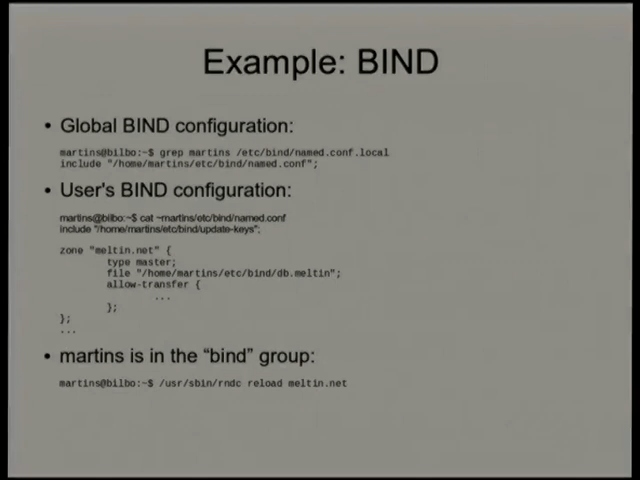 Example: BIND
• Global BIND configuration:
martins@bilbo:~$ grep martins /etc/bind/named.conf.local
include "/home/martins/etc/bind/named.conf";
• User's BIND configuration:
martins@bilbo:~$ cat ~martins/etc/bind/named.conf
include "/home/martins/etc/bind/update-keys";
zone "meltin.net" {
type master;
file "/home/martins/etc/bind/db.meltin";
allow-transfer {
...
};
};
...
• martins is in the “bind” group:
martins@bilbo:~$ /usr/sbin/rndc reload meltin.net